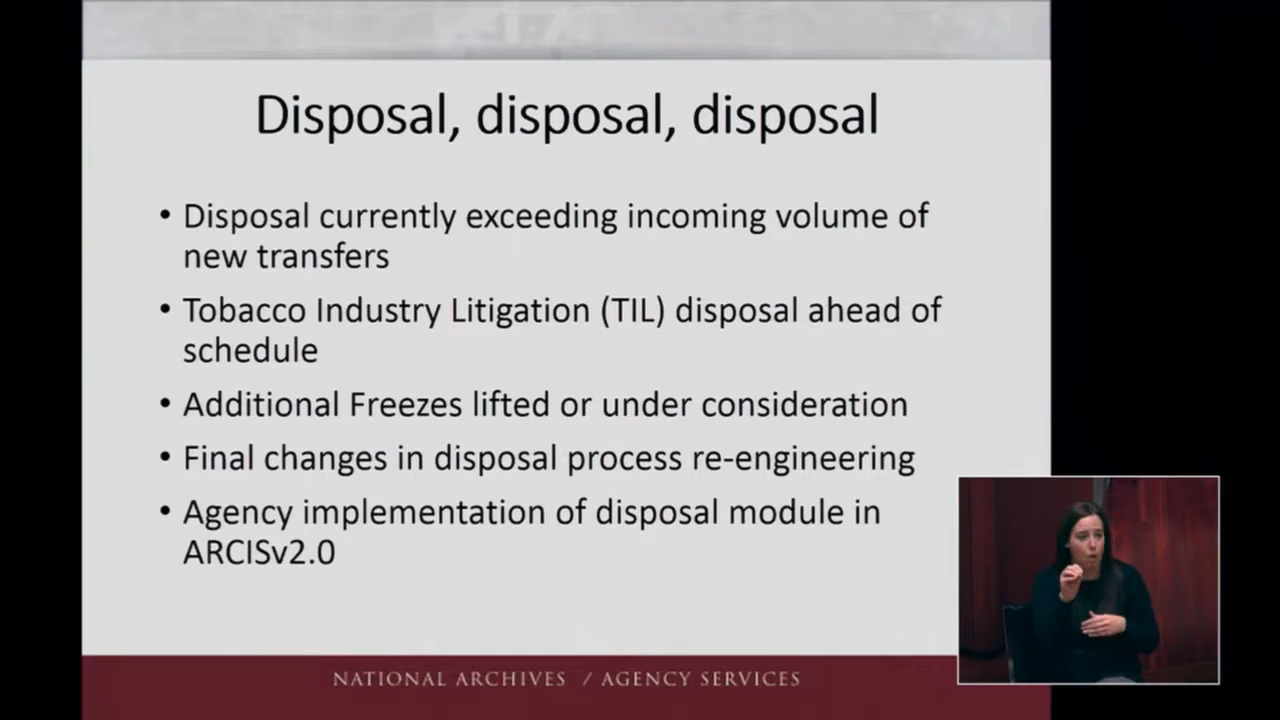 Disposal, disposal, disposal
• Disposal currently exceeding incoming volume of
new transfers
• Tobacco Industry Litigation (TIL) disposal ahead of
schedule
• Additional Freezes lifted or under consideration
• Final changes in disposal process re-engineering
• Agency implementation of disposal module in
ARCISv2.0
NATIONAL ARCHIVES / AGENCY SERVICES